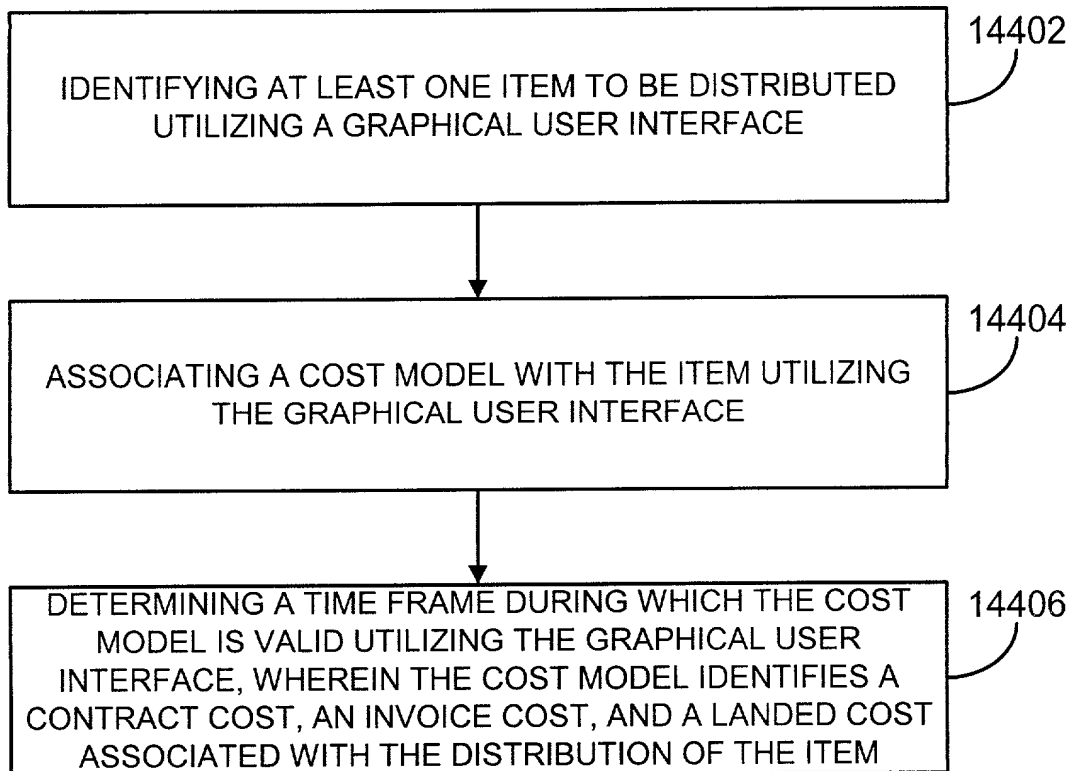 14402
IDENTIFYING AT LEAST ONE ITEM TO BE DISTRIBUTED
UTILIZING A GRAPHICAL USER INTERFACE
14404
ASSOCIATING A COST MODEL WITH THE ITEM UTILIZING
THE GRAPHICAL USER INTERFACE
14406
DETERMINING A TIME FRAME DURING WHICH THE COST
MODEL IS VALID UTILIZING THE GRAPHICAL USER
INTERFACE, WHEREIN THE COST MODEL IDENTIFIES A
CONTRACT COST, AN INVOICE COST, AND A LANDED COST
ASSOCIATED WITH THE DISTRIBUTION OF THE ITEM